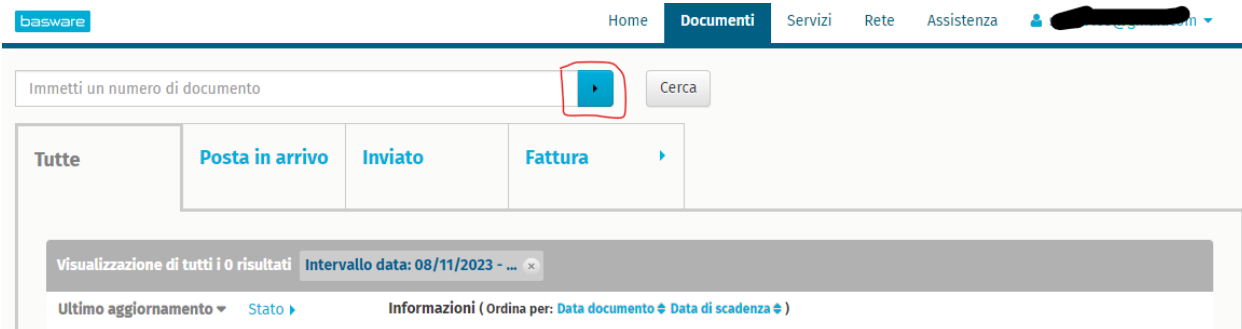 basware Home Documenti Servizi Rete Assistenza
Immetti un numero di documento Cerca
Tutte Posta in arrivo Inviato Fattura
Visualizzazione di tutti i 0 risultati Intervallo data: 08/11/2023 - ...
Ultimo aggiornamento Stato Informazioni ( Ordina per: Data documento Data di scadenza )